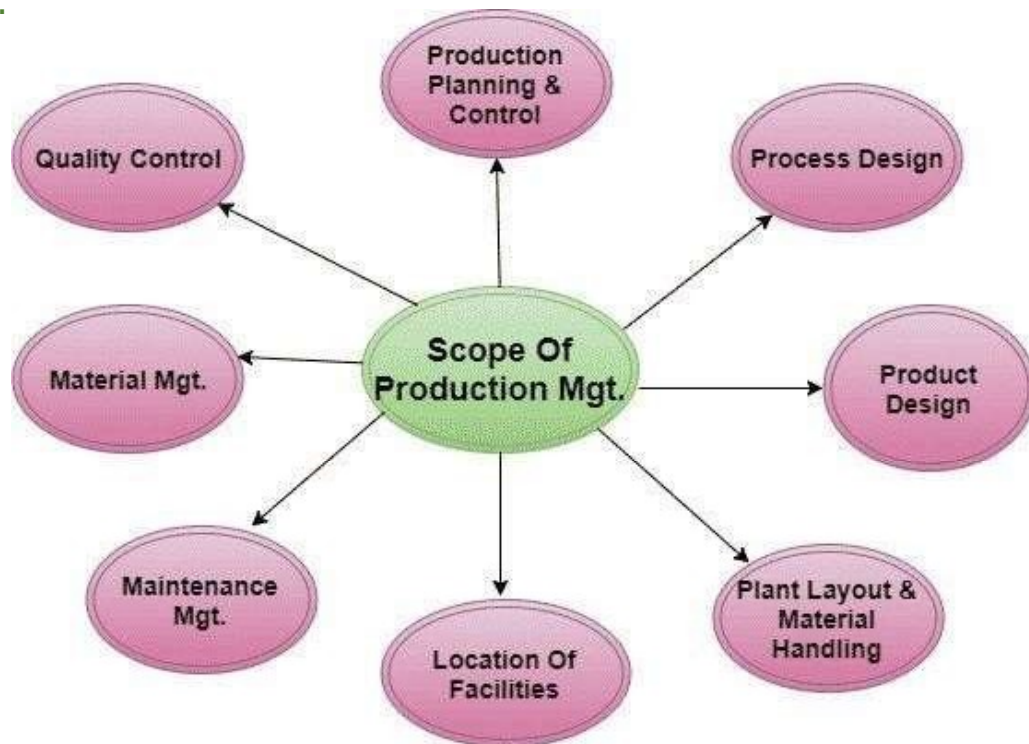 Production
Planning &
Control
Quality Control
Process Design
Scope Of
Production Mgt.
Material Mgt.
Product
Design
Maintenance
Mgt.
Plant Layout &
Material
Handling
Location Of
Facilities